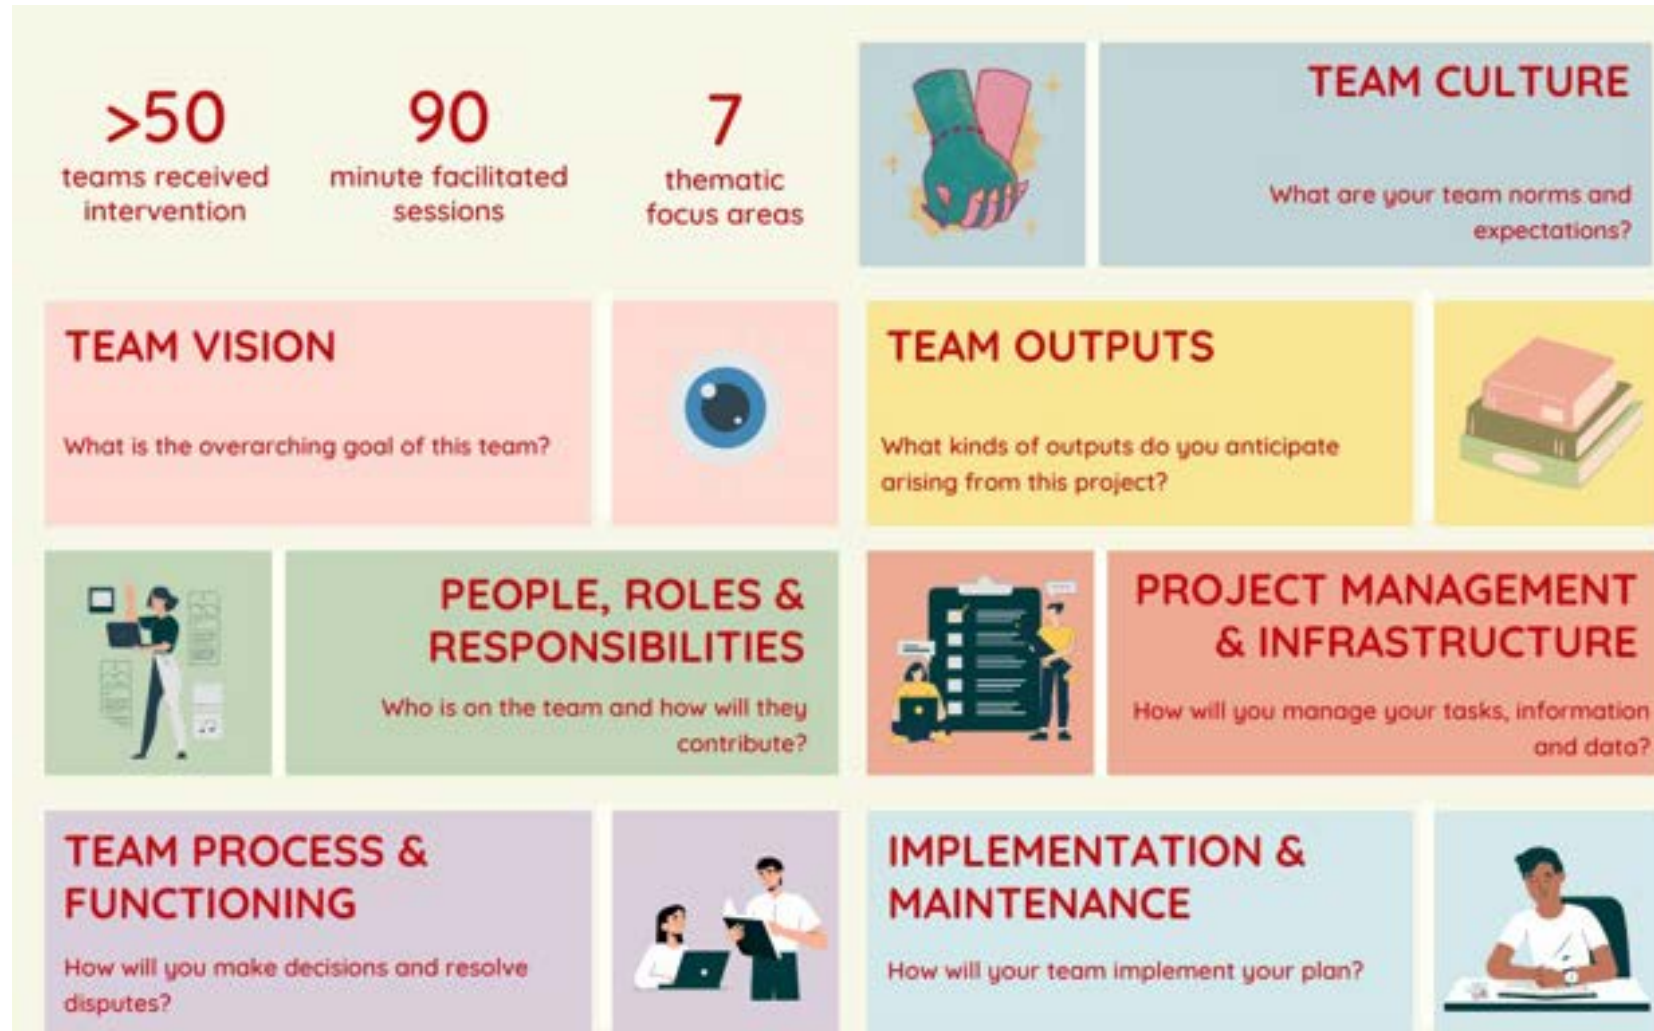 >50
teams received
intervention
90
minute facilitated
sessions
7
thematic
focus areas
TEAM CULTURE
What are your team norms and
expectations?
TEAM VISION
What is the overarching goal of this team?
TEAM OUTPUTS
What kinds of outputs do you anticipate
arising from this project?
PEOPLE, ROLES &
RESPONSIBILITIES
Who is on the team and how will they
contribute?
PROJECT MANAGEMENT
& INFRASTRUCTURE
How will you manage your tasks, information
and data?
TEAM PROCESS &
FUNCTIONING
How will you make decisions and resolve
disputes?
IMPLEMENTATION &
MAINTENANCE
How will your team implement your plan?